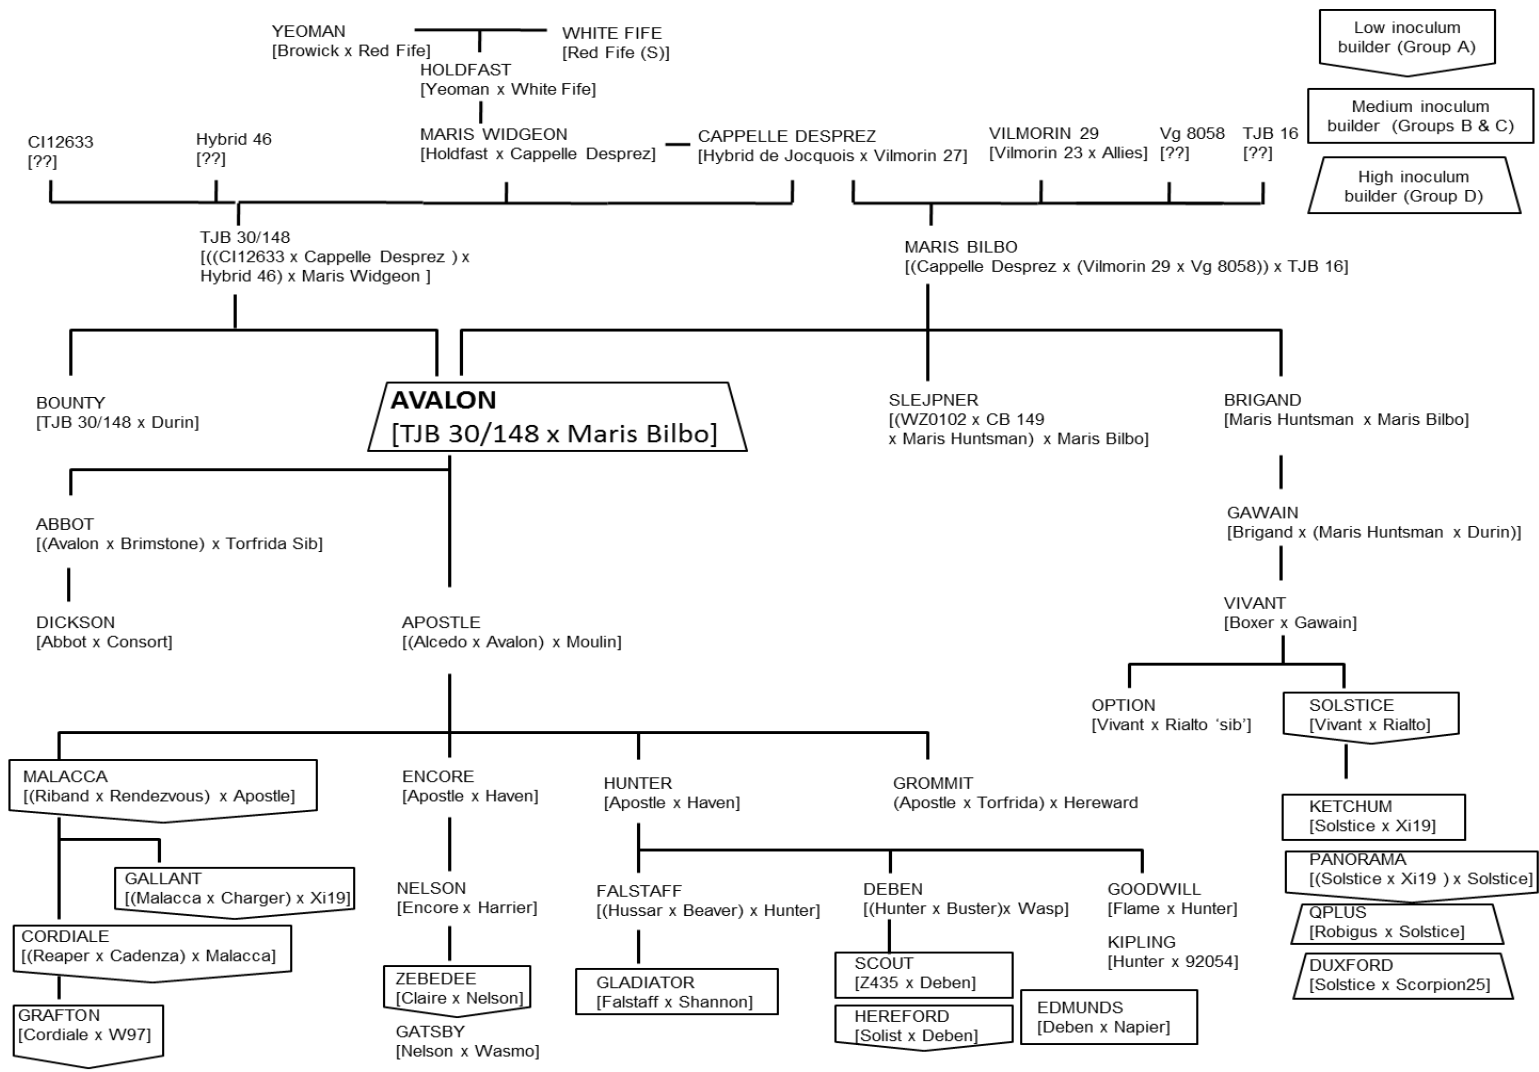 YEOMAN
[Browick x Red Fife]
WHITE FIFE
[Red Fife (S)]
Low inoculum
builder (Group A)
HOLDFAST
[Yeoman x White Fife]
Medium inoculum
builder (Groups B & C)
CI12633
[??]
Hybrid 46
[??]
MARIS WIDGEON
[Holdfast x Cappelle Desprez]
CAPPELLE DESPREZ
[Hybrid de Jocquois x Vilmorin 27]
VILMORIN 29
[Vilmorin 23 x Allies]
Vg 8058
[??]
TJB 16
[??]
High inoculum
builder (Group D)
TJB 30/148
[((CI12633 x Cappelle Desprez ) x
Hybrid 46) x Maris Widgeon ]
MARIS BILBO
[(Cappelle Desprez x (Vilmorin 29 x Vg 8058)) x TJB 16]
BOUNTY
[TJB 30/148 x Durin]
AVALON
[TJB 30/148 x Maris Bilbo]
SLEJPNER
[(WZ0102 x CB 149
x Maris Huntsman) x Maris Bilbo]
BRIGAND
[Maris Huntsman x Maris Bilbo]
ABBOT
[(Avalon x Brimstone) x Torfrida Sib]
GAWAIN
[Brigand x (Maris Huntsman x Durin)]
DICKSON
[Abbot x Consort]
APOSTLE
[(Alcedo x Avalon) x Moulin]
VIVANT
[Boxer x Gawain]
OPTION
[Vivant x Rialto ‘sib’]
SOLSTICE
[Vivant x Rialto]
MALACCA
[(Riband x Rendezvous) x Apostle]
ENCORE
[Apostle x Haven]
HUNTER
[Apostle x Haven]
GROMMIT
(Apostle x Torfrida) x Hereward
KETCHUM
[Solstice x Xi19]
GALLANT
[(Malacca x Charger) x Xi19]
NELSON
[Encore x Harrier]
FALSTAFF
[(Hussar x Beaver) x Hunter]
DEBEN
[(Hunter x Buster)x Wasp]
GOODWILL
[Flame x Hunter]
PANORAMA
[(Solstice x Xi19 ) x Solstice]
QPLUS
[Robigus x Solstice]
CORDIALE
[(Reaper x Cadenza) x Malacca]
KIPLING
[Hunter x 92054]
ZEBEDEE
[Claire x Nelson]
GLADIATOR
[Falstaff x Shannon]
SCOUT
[Z435 x Deben]
DUXFORD
[Solstice x Scorpion25]
GRAFTON
[Cordiale x W97]
GATSBY
[Nelson x Wasmo]
HEREFORD
[Solist x Deben]
EDMUNDS
[Deben x Napier]